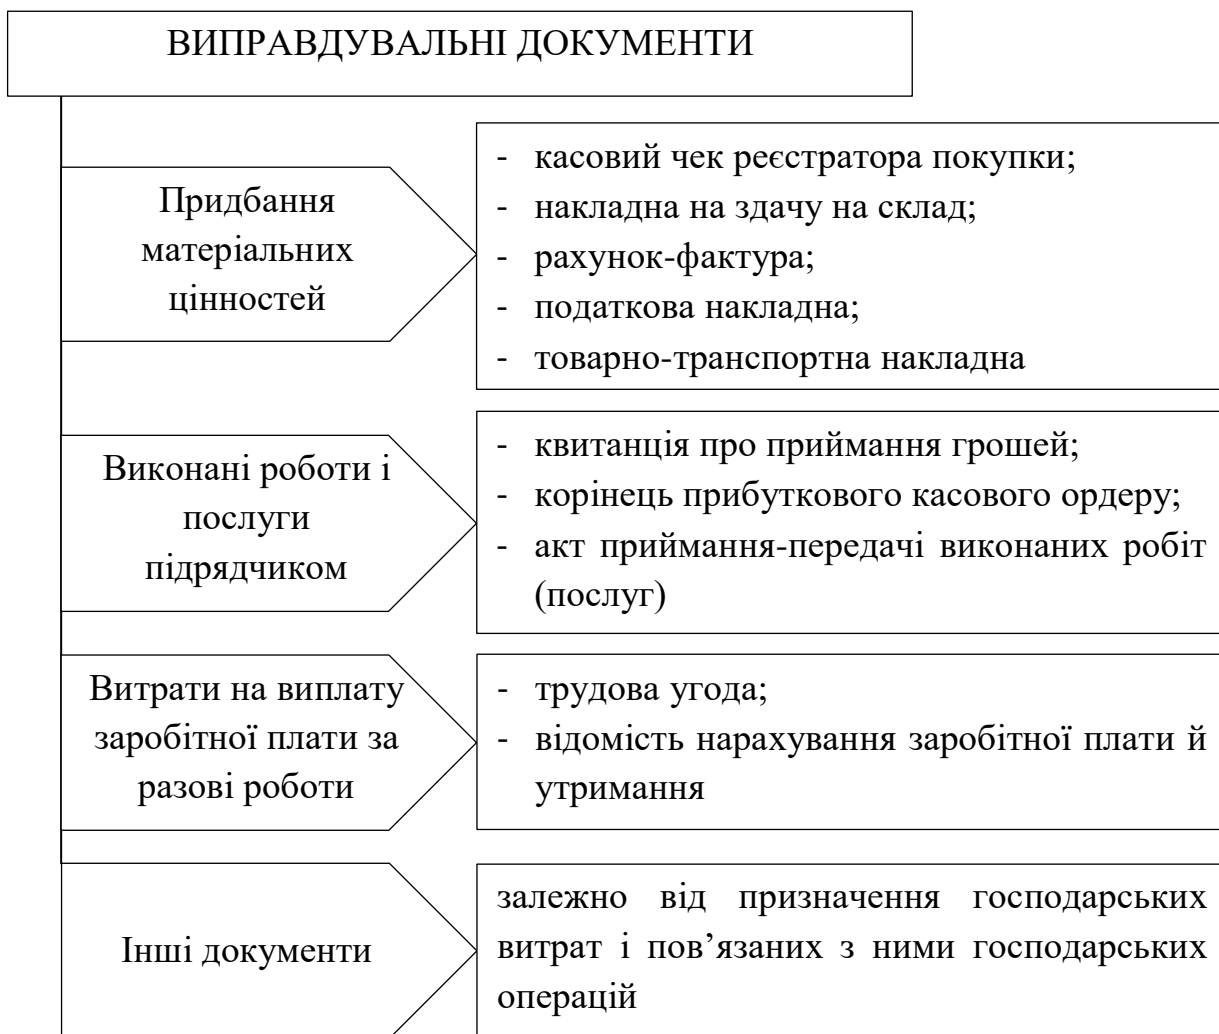 ВИПРАВДУВАЛЬНІ ДОКУМЕНТИ
Придбання
матеріальних
цінностей
- касовий чек реєстратора покупки;
- накладна на здачу на склад;
- рахунок-фактура;
- податкова накладна;
- товарно-транспортна накладна
Виконані роботи і
послуги
підрядчиком
- квитанція про приймання грошей;
- корінець прибуткового касового ордеру;
- акт приймання-передачі виконаних робіт
(послуг)
Витрати на виплату
заробітної плати за
разові роботи
- трудова угода;
- відомість нарахування заробітної плати й
утримання
Інші документи
залежно від призначення господарських
витрат і пов’язаних з ними господарських
операцій